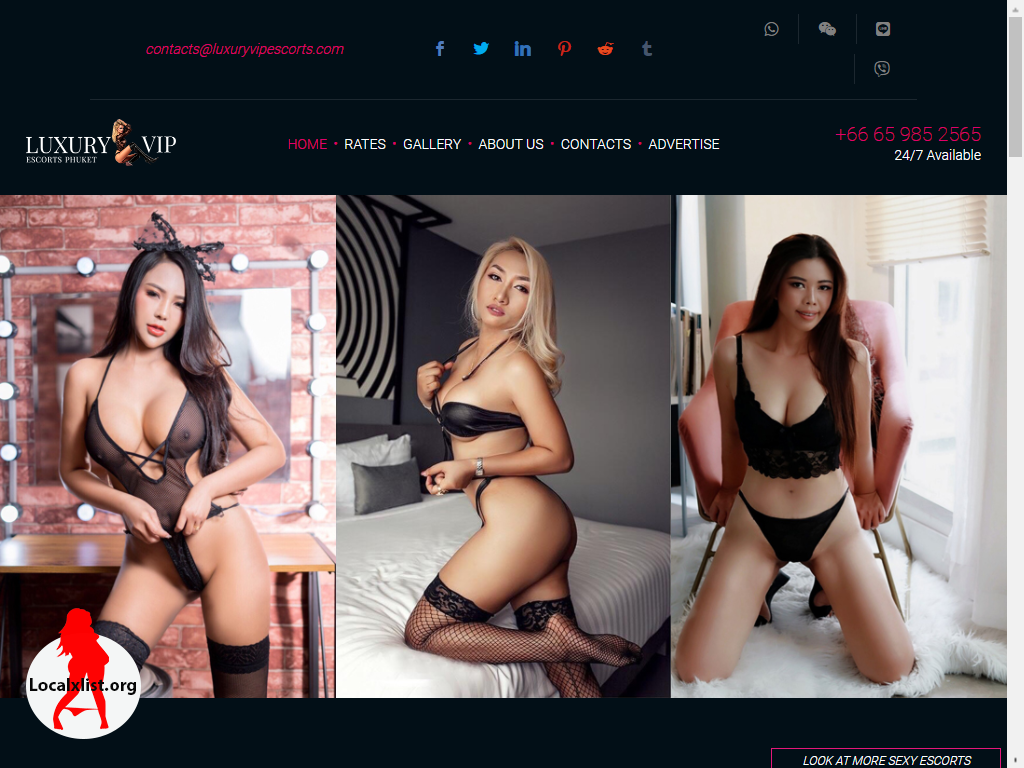 contacts@luxuryvipescorts.com
LUXURY VIP
ESCORTS PHUKET
HOME • RATES • GALLERY • ABOUT US • CONTACTS • ADVERTISE
+66 65 985 2565
24/7 Available
Localxlist.org
LOOK AT MORE SEXY ESCORTS